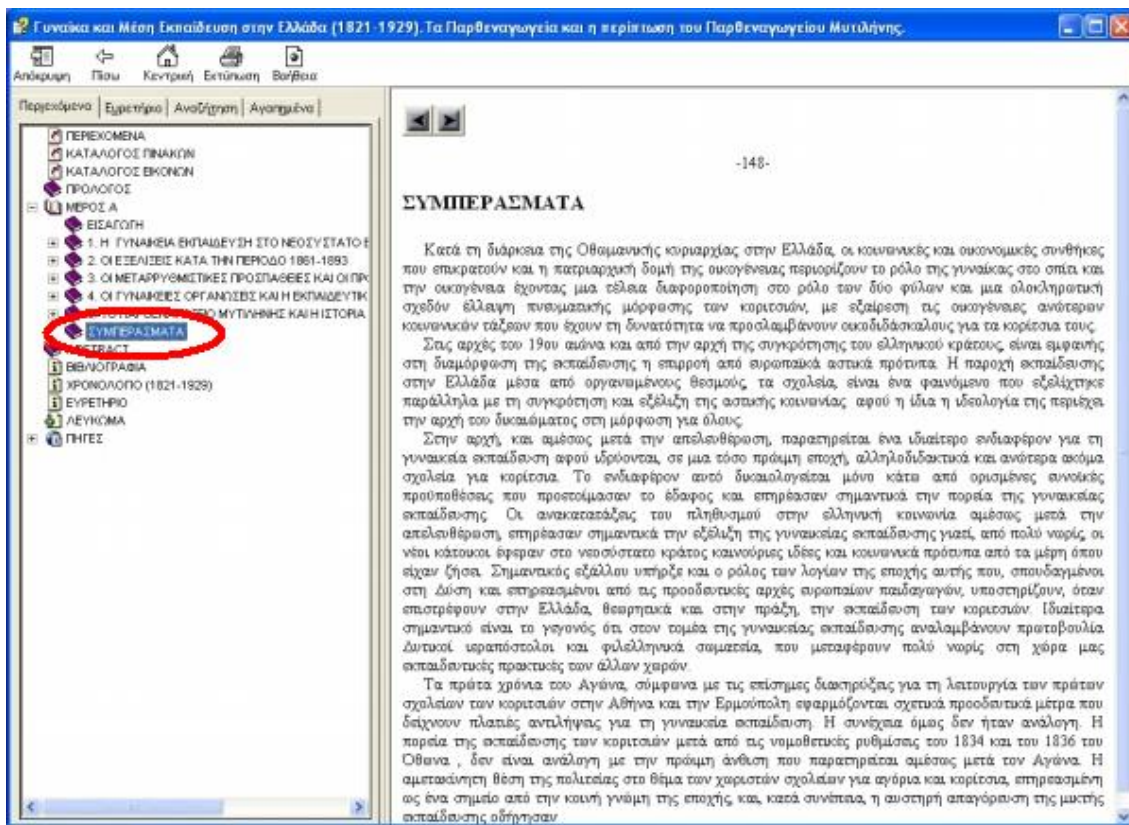 Γυναίκα και Μέση Εκπαίδευση στην Ελλάδα (1821-1929).Τα Παρθεναγωγεία και η περίπτωση του Παρθεναγωγείου Μυτιλήνης.
Απόκρυψη Πίσω Κεντρική Εκτύπωση Βοήθεια
Περιεχόμενα Ευρετήριο Αναζήτηση Αγαπημένα
ΠΕΡΙΕΧΟΜΕΝΑ
ΚΑΤΑΛΟΓΟΣ ΠΙΝΑΚΩΝ
ΚΑΤΑΛΟΓΟΣ ΕΙΚΟΝΩΝ
ΠΡΟΛΟΓΟΣ
ΜΕΡΟΣ Α
ΕΙΣΑΓΩΓΗ
1. Η ΓΥΝΑΙΚΕΙΑ ΕΚΠΑΙΔΕΥΣΗ ΣΤΟ ΝΕΟΣΥΣΤΑΤΟ Ε
2. ΟΙ ΕΞΕΛΙΞΕΙΣ ΚΑΤΑ ΤΗΝ ΠΕΡΙΟΔΟ 1861-1893
3. ΟΙ ΜΕΤΑΡΡΥΘΜΙΣΤΙΚΕΣ ΠΡΟΣΠΑΘΕΙΕΣ ΚΑΙ ΟΙ ΠΡΟ
4. ΟΙ ΓΥΝΑΙΚΕΙΕΣ ΟΡΓΑΝΩΣΕΙΣ ΚΑΙ Η ΕΚΠΑΙΔΕΥΤΙΚ
ΜΥΤΙΛΗΝΗΣ ΚΑΙ Η ΙΣΤΟΡΙΑ
ΣΥΜΠΕΡΑΣΜΑΤΑ
ABSTRACT
ΒΙΒΛΙΟΓΡΑΦΙΑ
ΧΡΟΝΟΛΟΓΙΟ (1821-1929)
ΕΥΡΕΤΗΡΙΟ
ΛΕΥΚΩΜΑ
ΠΗΓΕΣ
-148-
ΣΥΜΠΕΡΑΣΜΑΤΑ
Κατά τη διάρκεια της Οθωμανικής κυριαρχίας στην Ελλάδα, οι κοινωνικές και οικονομικές συνθήκες
που επικρατούν και η πατριαρχική δομή της οικογένειας περιορίζουν το ρόλο της γυναίκας στο σπίτι και
την οικογένεια έχοντας μια τέλεια διαφοροποίηση στο ρόλο των δύο φύλων και μια ολοκληρωτική
σχεδόν έλλειψη πνευματικής μόρφωσης των κοριτσιών, με εξαίρεση τις οικογένειες ανώτερων
κοινωνικών τάξεων που έχουν τη δυνατότητα να προσλαμβάνουν οικοδιδάσκαλους για τα κορίτσια τους.
Στις αρχές του 19ου αιώνα και από την αρχή της συγκρότησης του ελληνικού κράτους, είναι εμφανής
στη διαμόρφωση της εκπαίδευσης η επιρροή από ευρωπαϊκά αστικά πρότυπα. Η παροχή εκπαίδευσης
στην Ελλάδα μέσα από οργανωμένους θεσμούς, τα σχολεία, είναι ένα φαινόμενο που εξελίχτηκε
παράλληλα με τη συγκρότηση και εξέλιξη της αστικής κοινωνίας αφού η ίδια η ιδεολογία της περιέχει
την αρχή του δικαιώματος στη μόρφωση για όλους.
Στην αρχή, και αμέσως μετά την απελευθέρωση, παρατηρείται ένα ιδιαίτερο ενδιαφέρον για τη
γυναικεία εκπαίδευση αφού ιδρύονται, σε μια τόσο πρώιμη εποχή, αλληλοδιδακτικά και ανώτερα ακόμα
σχολεία για κορίτσια. Το ενδιαφέρον αυτό δικαιολογείται μόνο κάτω από ορισμένες ευνοϊκές
προϋποθέσεις που προετοίμασαν το έδαφος και επηρέασαν σημαντικά την πορεία της γυναικείας
εκπαίδευσης. Οι ανακατατάξεις του πληθυσμού στην ελληνική κοινωνία αμέσως μετά την
απελευθέρωση, επηρέασαν σημαντικά την εξέλιξη της γυναικείας εκπαίδευσης γιατί, από πολύ νωρίς, οι
νέοι κάτοικοι έφεραν στο νεοσύστατο κράτος καινούριες ιδέες και κοινωνικά πρότυπα από τα μέρη όπου
είχαν ζήσει. Σημαντικός εξάλλου υπήρξε και ο ρόλος των λογίων της εποχής αυτής που, σπουδαγμένοι
στη Δύση και επηρεασμένοι από τις προοδευτικές αρχές ευρωπαίων παιδαγωγών, υποστηρίζουν, όταν
επιστρέφουν στην Ελλάδα, θεωρητικά και στην πράξη, την εκπαίδευση των κοριτσιών. Ιδιαίτερα
σημαντικό είναι το γεγονός ότι στον τομέα της γυναικείας εκπαίδευσης αναλαμβάνουν πρωτοβουλία
Δυτικοί ιεραπόστολοι και φιλελληνικά σωματεία, που μεταφέρουν πολύ νωρίς στη χώρα μας
εκπαιδευτικές πρακτικές των άλλων χωρών.
Τα πρώτα χρόνια του Αγώνα, σύμφωνα με τις επίσημες διακηρύξεις για τη λειτουργία των πρώτων
σχολείων των κοριτσιών στην Αθήνα και την Ερμούπολη εφαρμόζονται σχετικά προοδευτικά μέτρα που
δείχνουν πλατιές αντιλήψεις για τη γυναικεία εκπαίδευση. Η συνέχεια όμως δεν ήταν ανάλογη. Η
πορεία της εκπαίδευσης των κοριτσιών μετά από τις νομοθετικές ρυθμίσεις του 1834 και του 1836 του
Όθωνα , δεν είναι ανάλογη με την πρώιμη άνθιση που παρατηρείται αμέσως μετά τον Αγώνα. Η
αμετακίνητη θέση της πολιτείας στο θέμα των χωριστών σχολείων για αγόρια και κορίτσια, επηρεασμένη
ως ένα σημείο από την κοινή γνώμη της εποχής, και, κατά συνέπεια, η αυστηρή απαγόρευση της μικτής
εκπαίδευσης οδήγησαν